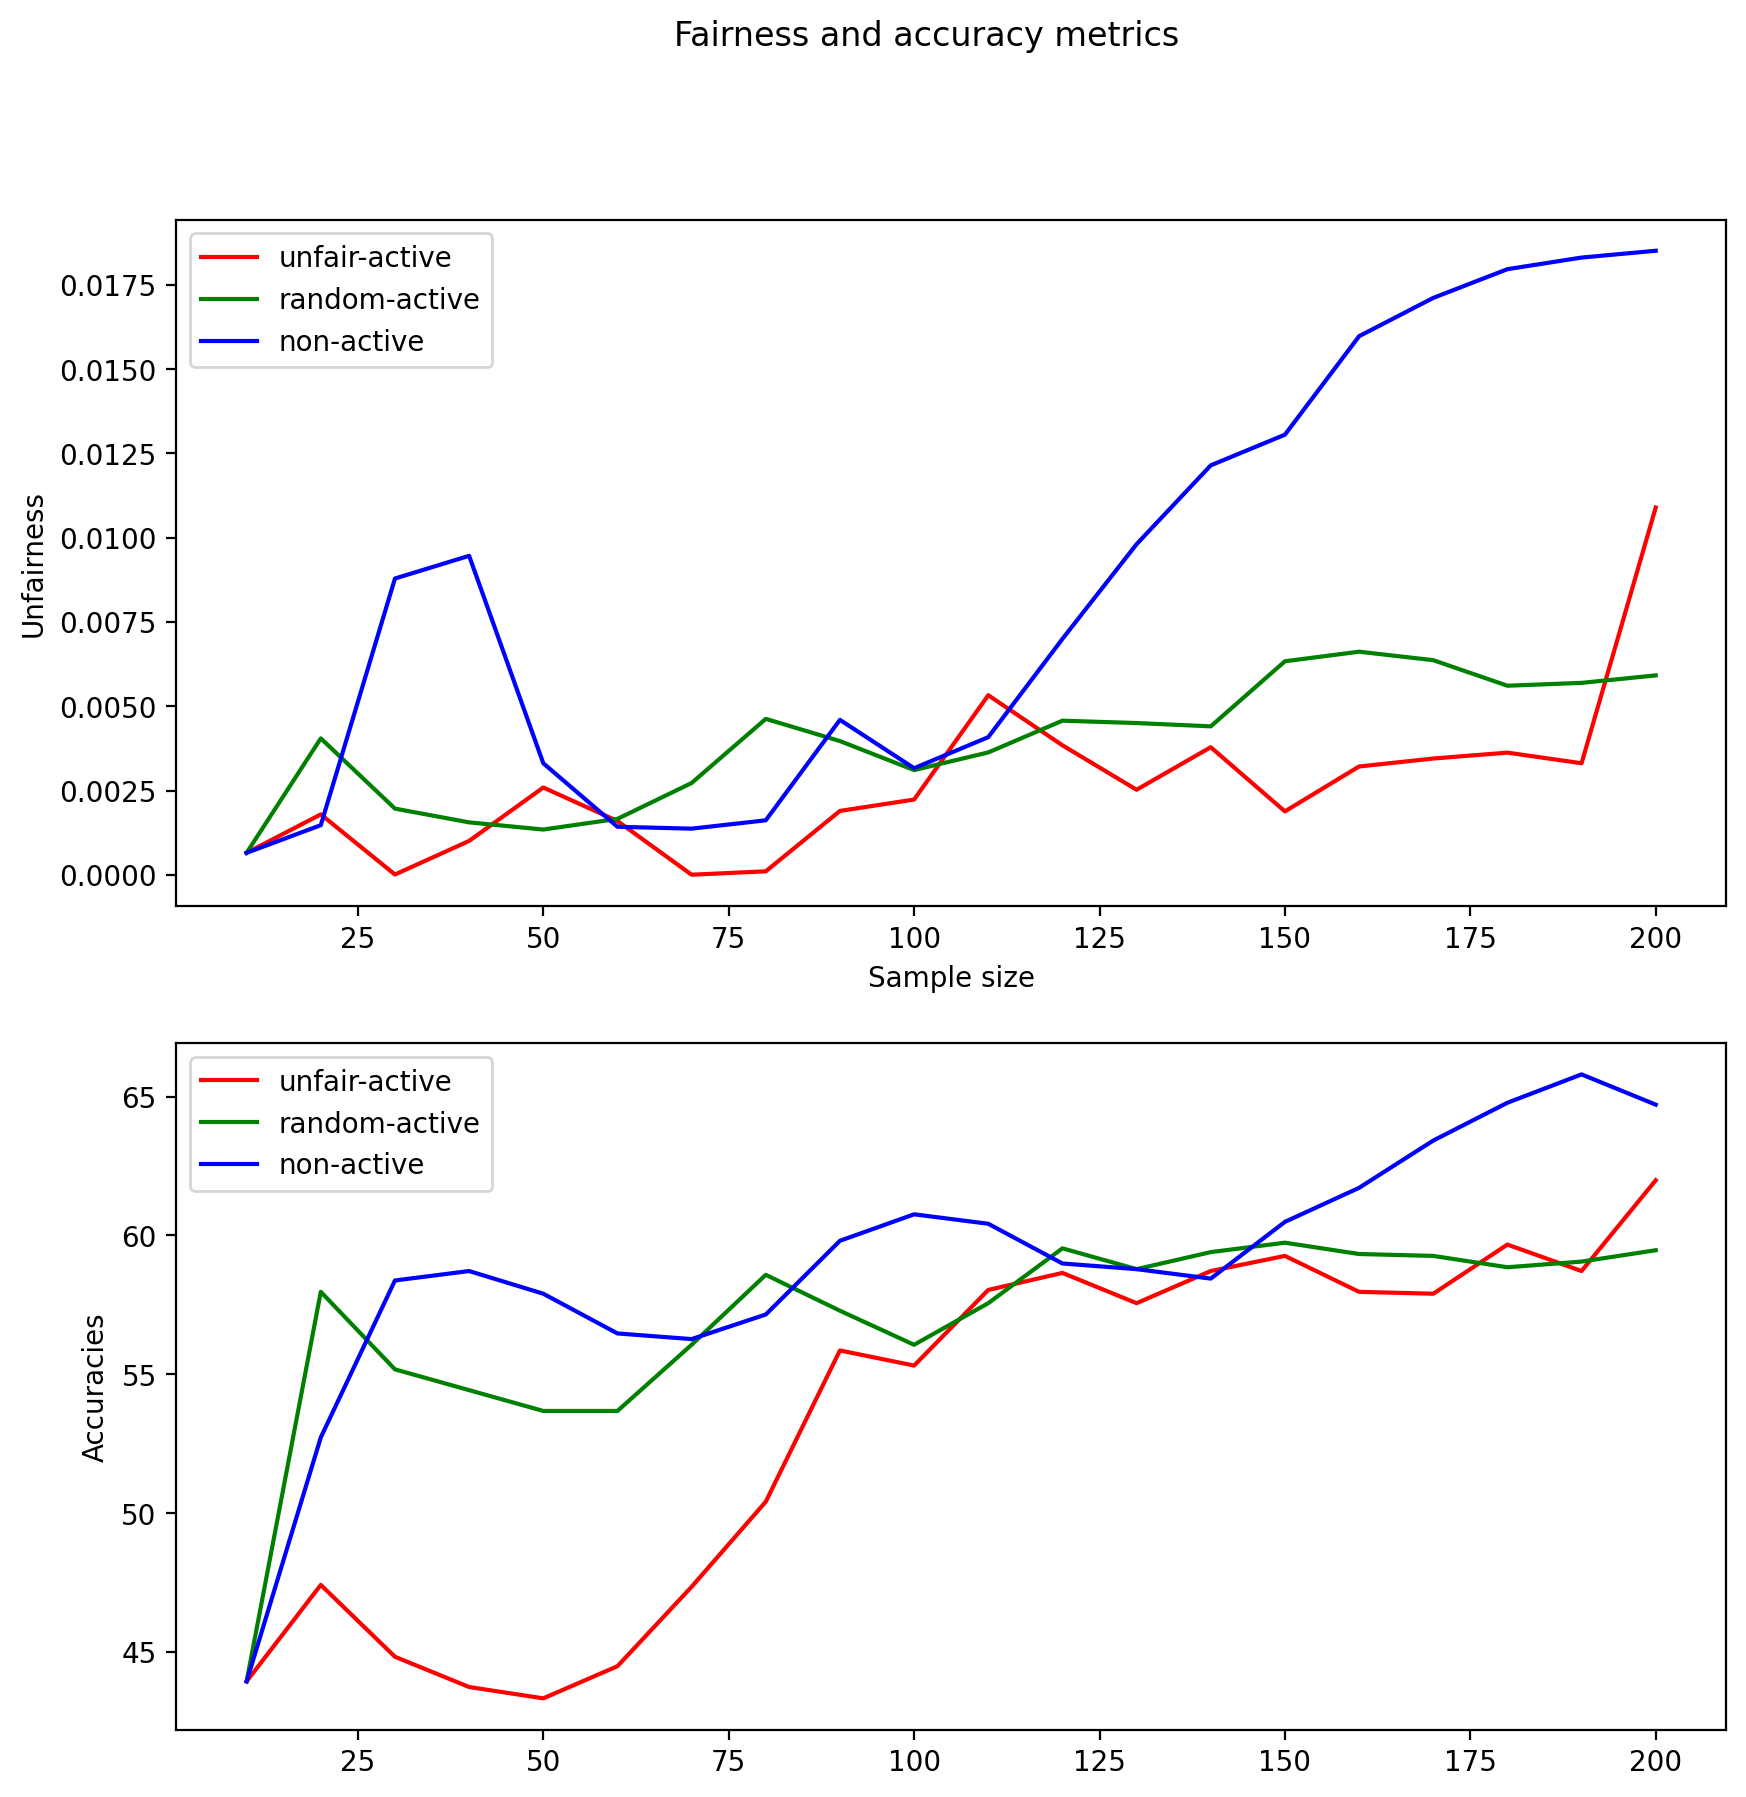 Fairness and accuracy metrics
unfair-active
random-active
non-active
0.0175
0.0150
0.0125
0.0100
0.0075
0.0050
0.0025
0.0000
Unfairness
25 50 75 100 125 150 175 200
Sample size
unfair-active
random-active
non-active
65
60
55
50
45
Accuracies
25 50 75 100 125 150 175 200